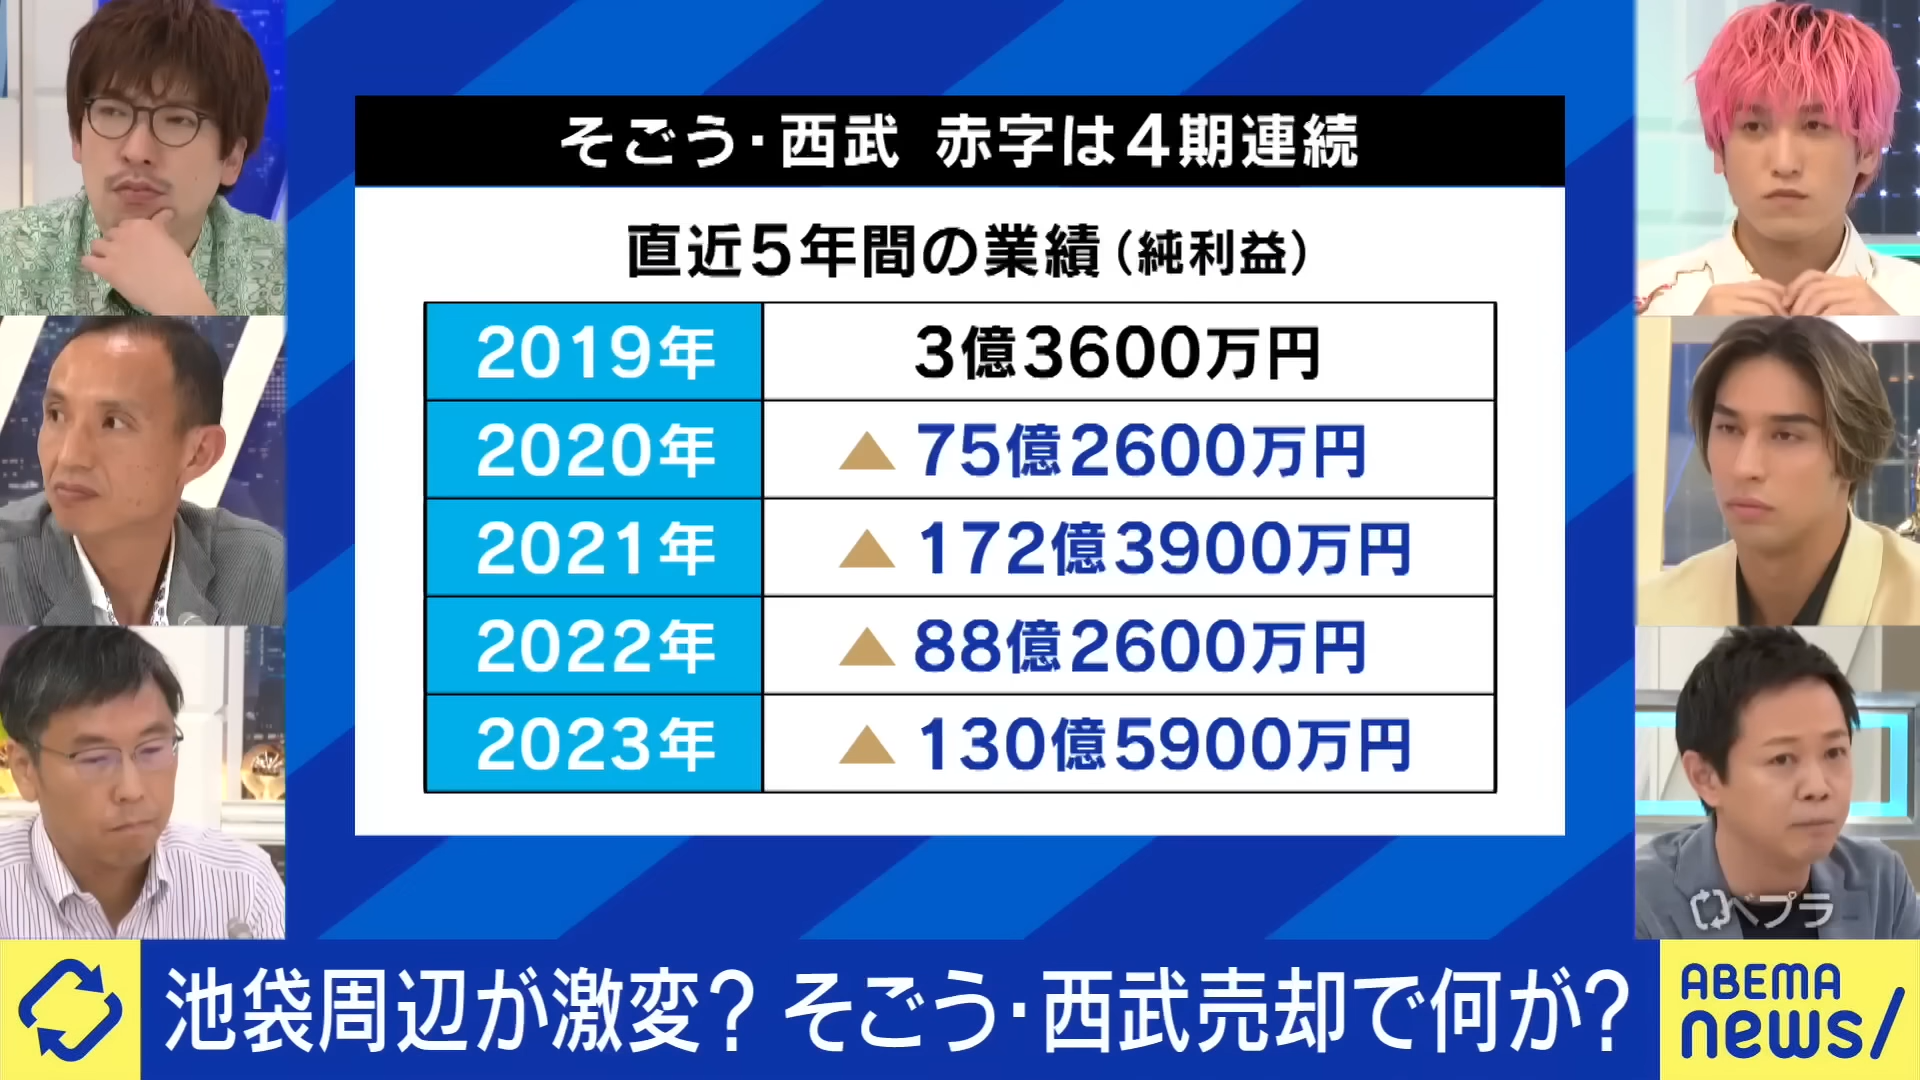 そごう・西武 赤字は4期連続
直近5年間の業績(純利益)
2019年 3億3600万円
2020年 ▲75億2600万円
2021年 ▲172億3900万円
2022年 ▲88億2600万円
2023年 ▲130億5900万円
ベプラ
池袋周辺が激変?そごう・西武売却で何が?
ABEMA
news/